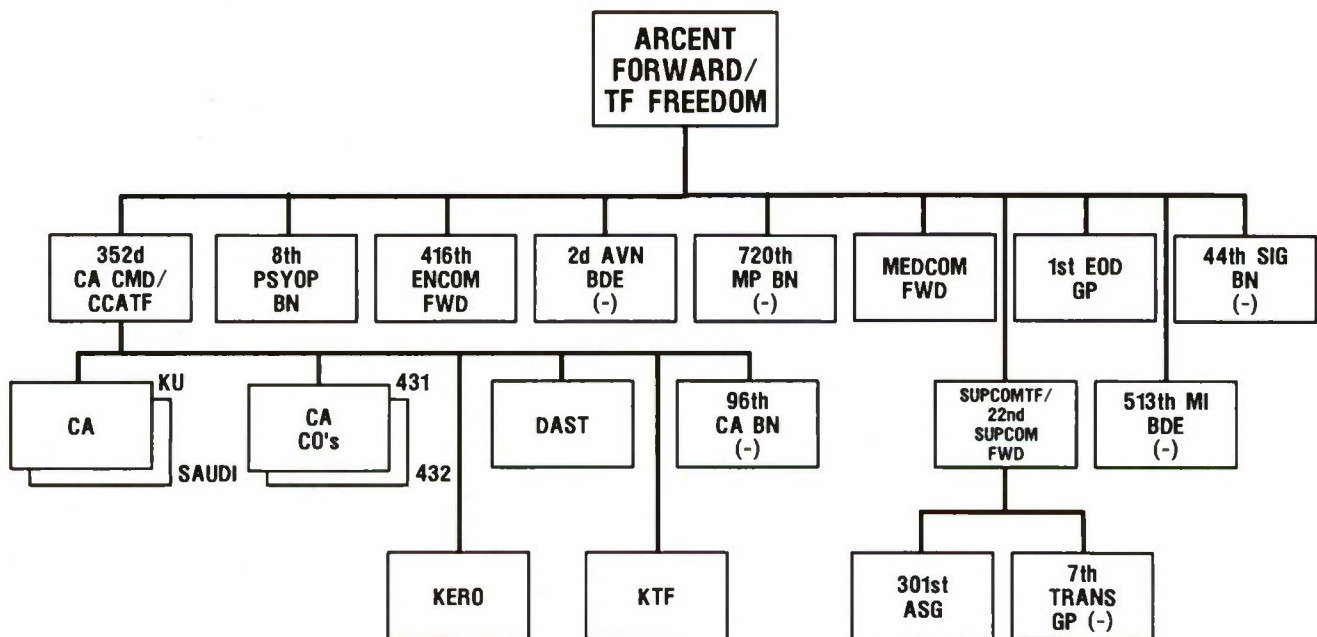 ARCENT
FORWARD/
TF FREEDOM
352d
CA CMD/
CCATF
8th
PSYOP
BN
416th
ENCOM
FWD
2d AVN
BDE
(-)
720th
MP BN
(-)
MEDCOM
FWD
1st EOD
GP
44th SIG
BN
(-)
KU
CA
SAUDI
431
CA
CO's
432
DAST
96th
CA BN
(-)
SUPCOMTF/
22nd
SUPCOM
FWD
513th MI
BDE
(-)
KERO
KTF
301st
ASG
7th
TRANS
GP (-)